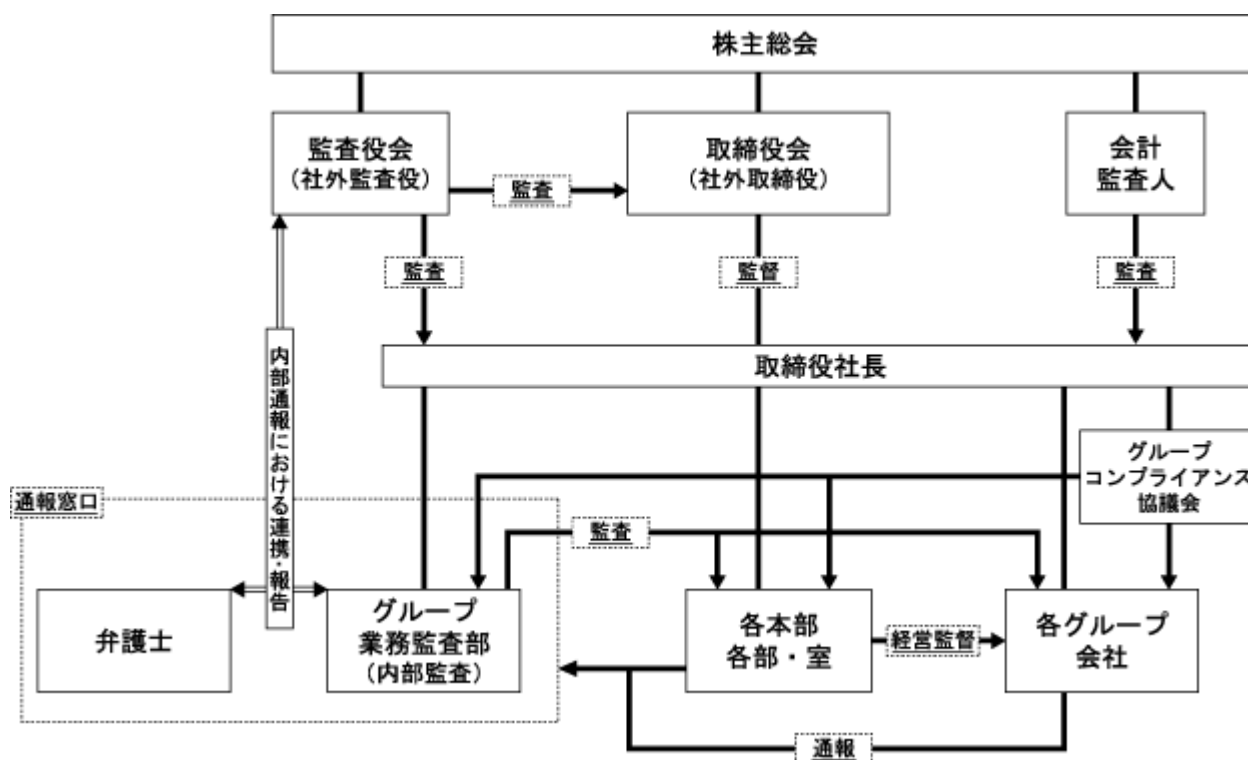 株主総会
監査役会
(社外監査役)
監査
取締役会
(社外取締役)
会計
監査人
監査
監督
監査
取締役社長
内部通報における連携・報告
グループ
コンプライアンス
協議会
通報窓口
監査
弁護士
グループ
業務監査部
(内部監査)
各本部
各部・室
経営監督
各グループ
会社
通報